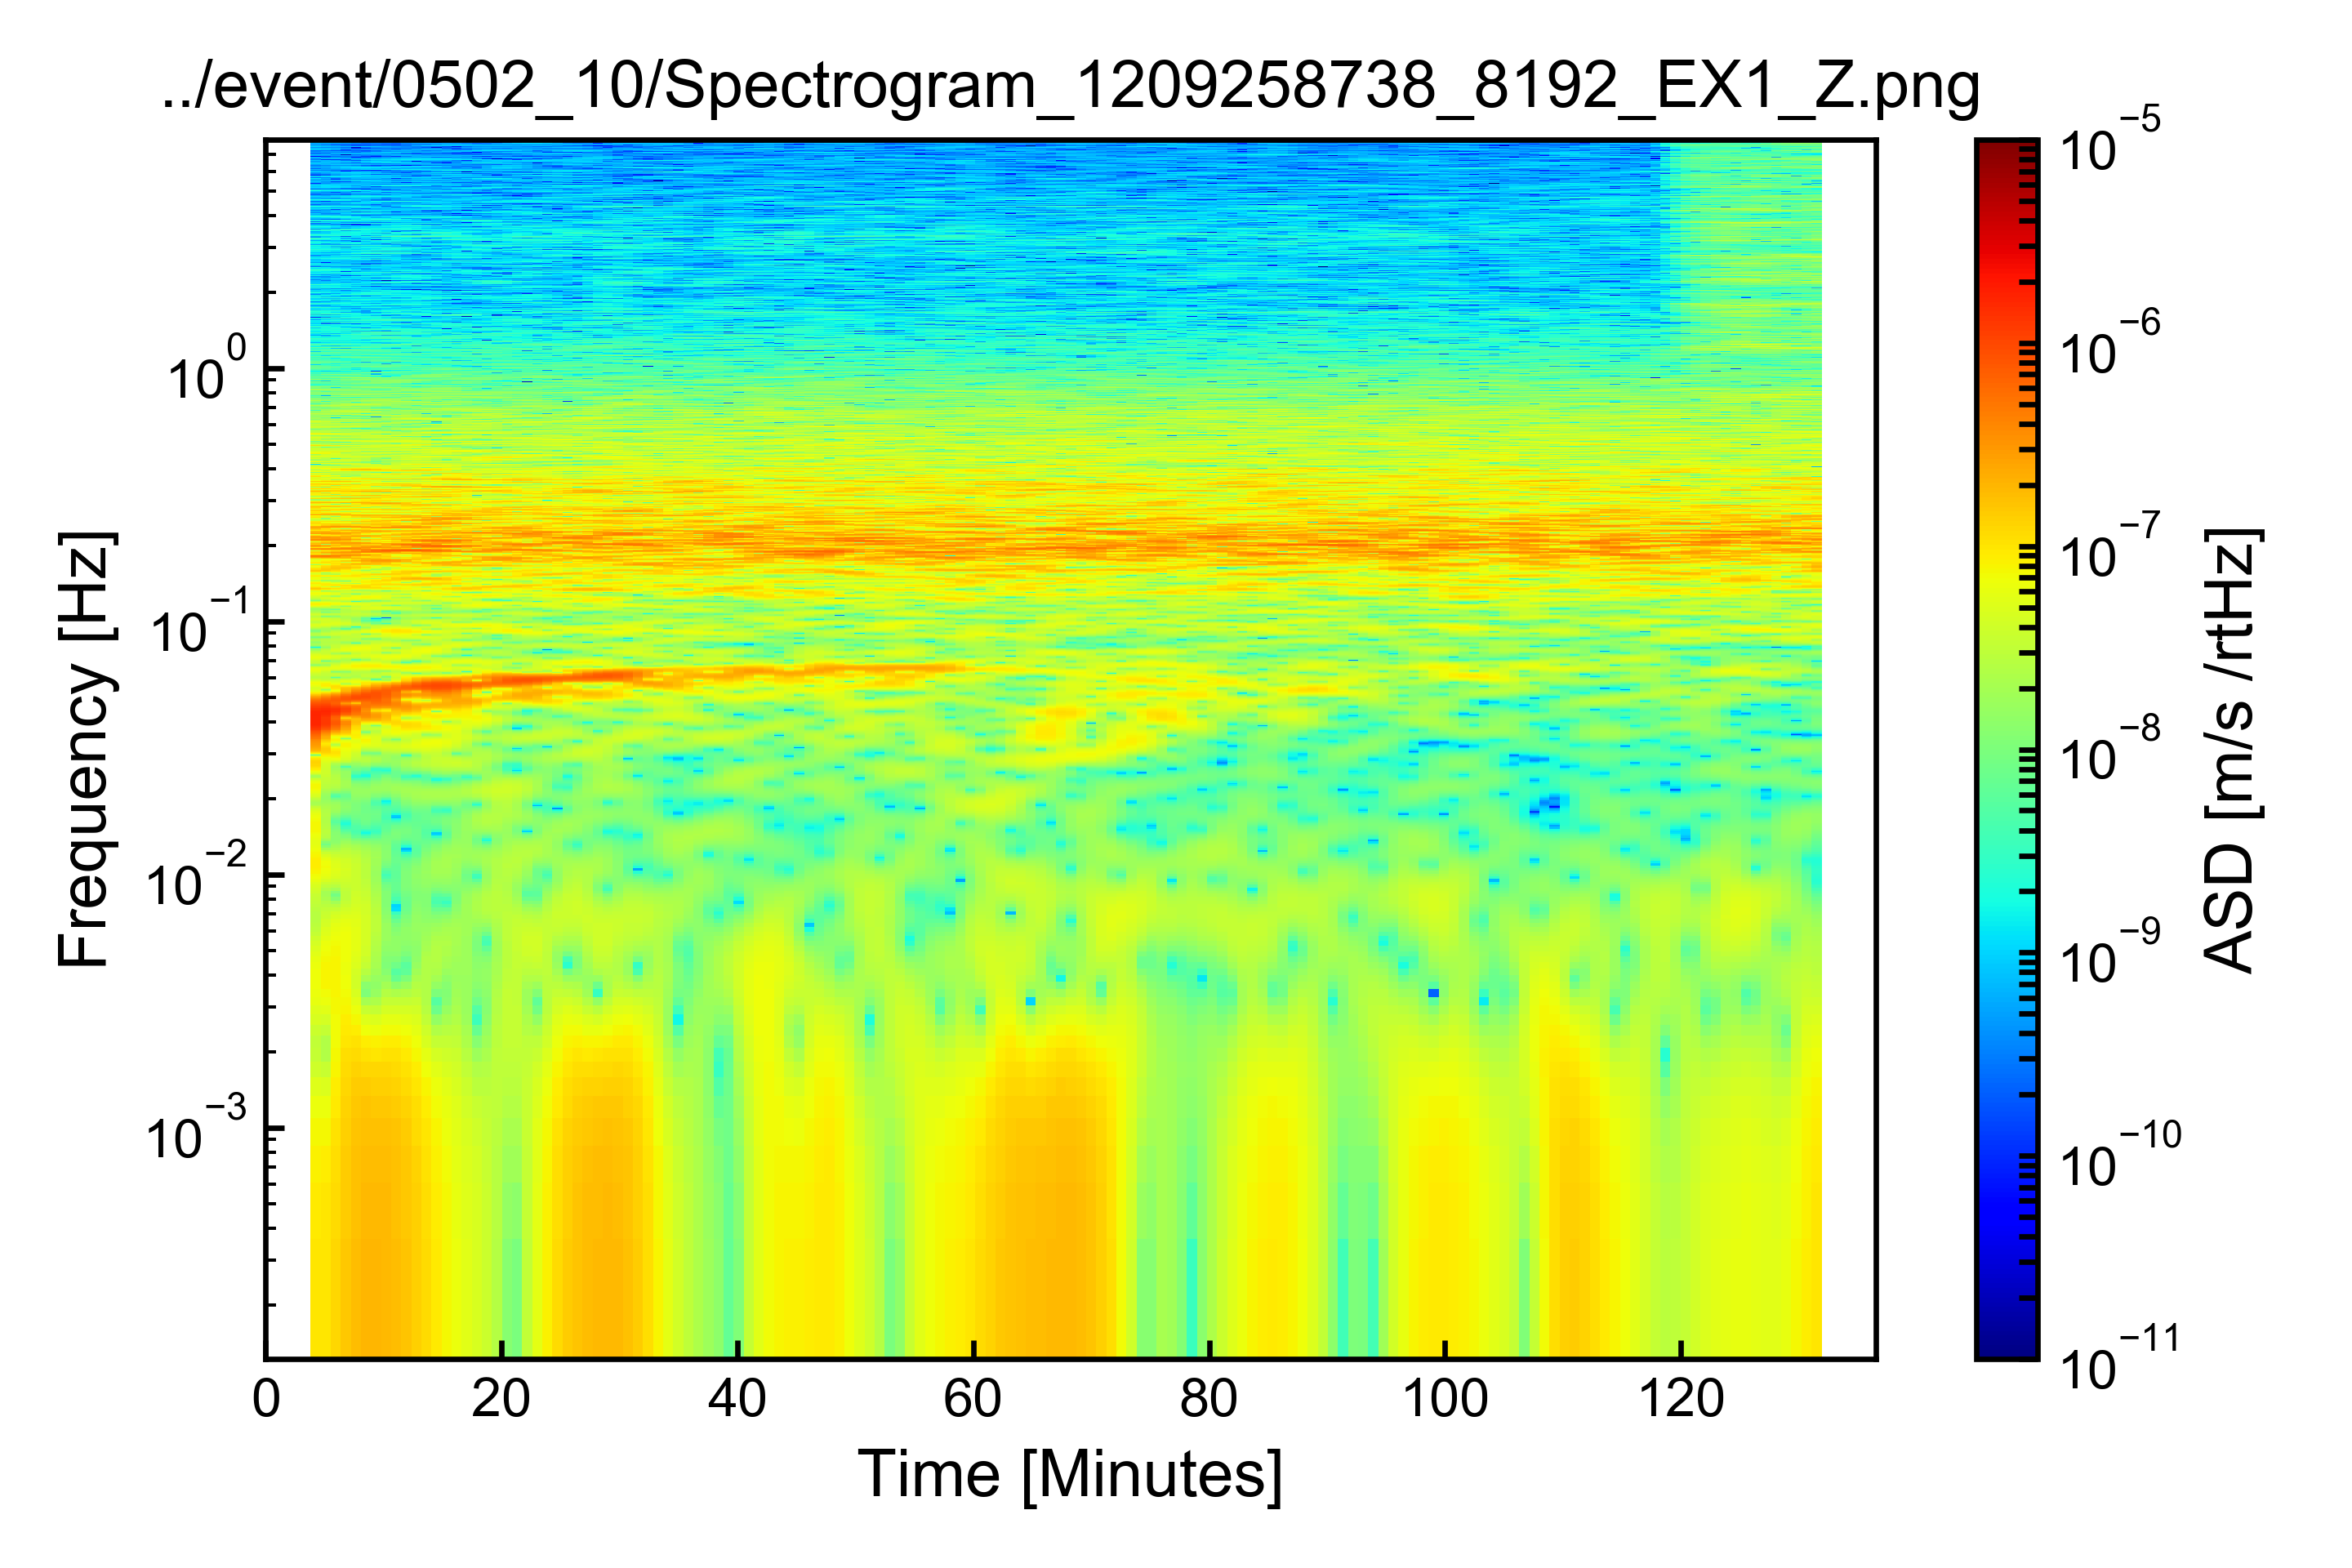 ../event/0502_10/Spectrogram_1209258738_8192_EX1_Z.png
Frequency [Hz]
10^0
10^−1
10^−2
10^−3
0 20 40 60 80 100 120
Time [Minutes]
10^−5
10^−6
10^−7
10^−8
10^−9
10^−10
10^−11
ASD [m/s /rtHz]